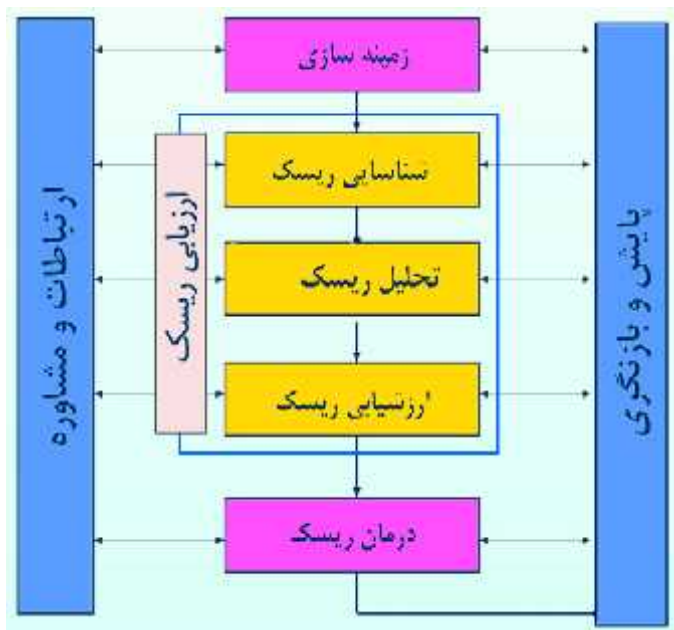 زمینه سازی
شناسایی ریسک
تحلیل ریسک
ارزشیابی ریسک
درمان ریسک
ارزیابی ریسک
ارتباطات و مشاوره
پایش و بازنگری